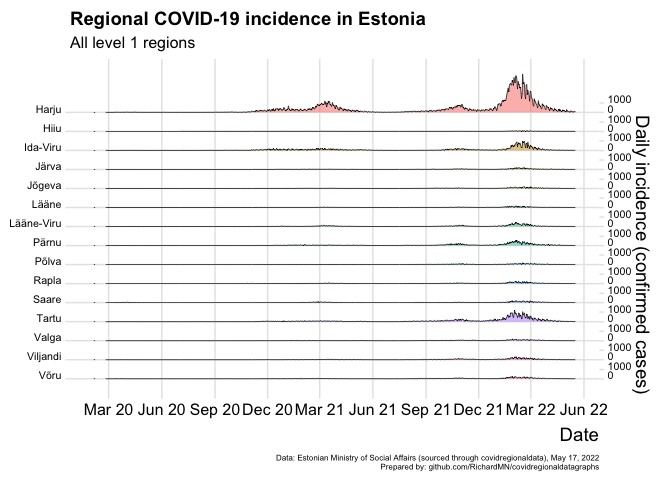 Regional COVID-19 incidence in Estonia
All level 1 regions
Harju
Hiiu
Ida-Viru
Järva
Jõgeva
Lääne
Lääne-Viru
Pärnu
Põlva
Rapla
Saare
Tartu
Valga
Viljandi
Võru
1000
0
1000
0
1000
0
1000
0
1000
0
1000
0
1000
0
1000
0
1000
0
1000
0
1000
0
1000
0
1000
0
1000
0
1000
0
Daily incidence (confirmed cases)
Mar 20 Jun 20 Sep 20 Dec 20 Mar 21 Jun 21 Sep 21 Dec 21 Mar 22 Jun 22
Date
Data: Estonian Ministry of Social Affairs (sourced through covidregionaldata), May 17, 2022
Prepared by: github.com/RichardMN/covidregionaldatagraphs